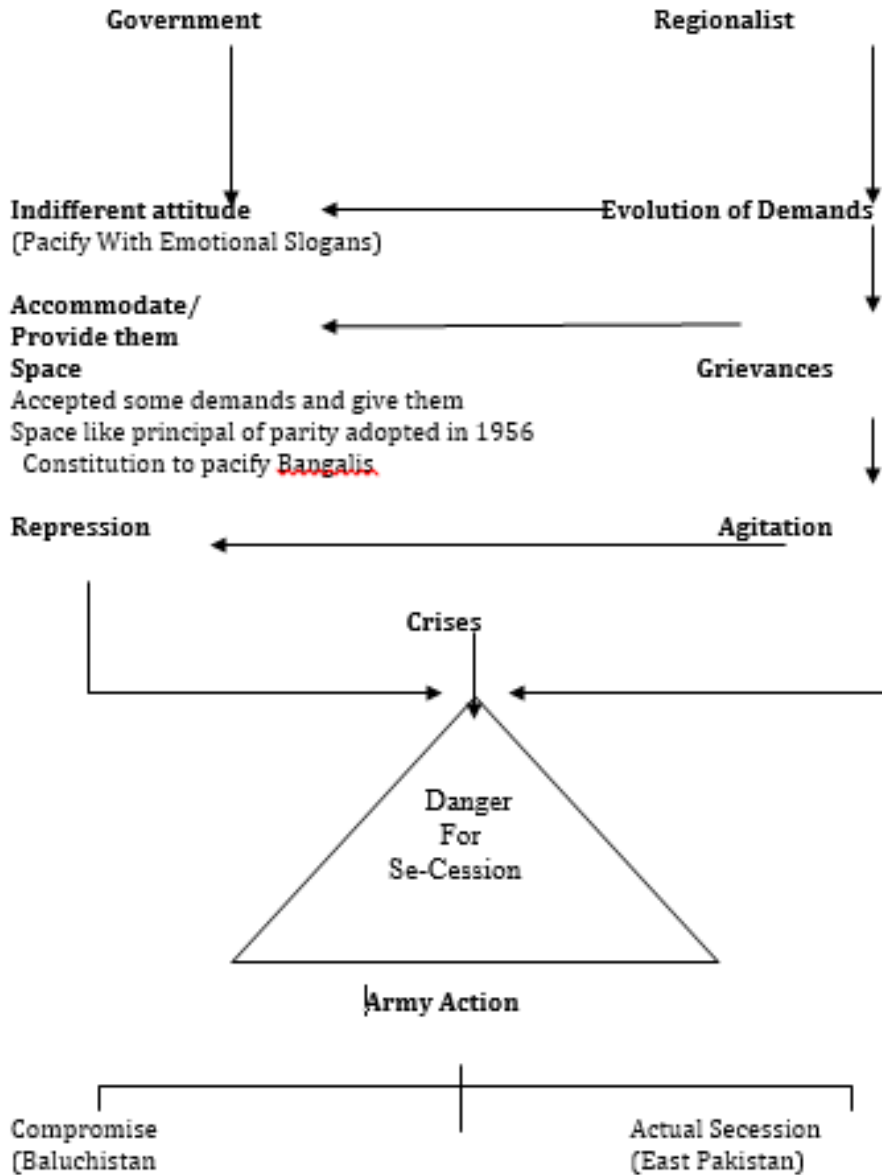 Government Regionalist
Indifferent attitude Evolution of Demands
(Pacify With Emotional Slogans)
Accommodate/
Provide them
Space Grievances
Accepted some demands and give them
Space like principal of parity adopted in 1956
Constitution to pacify Bangalis
Repression Agitation
Crises
Danger
For
Se-Cession
Army Action
Compromise Actual Secession
(Baluchistan (East Pakistan)